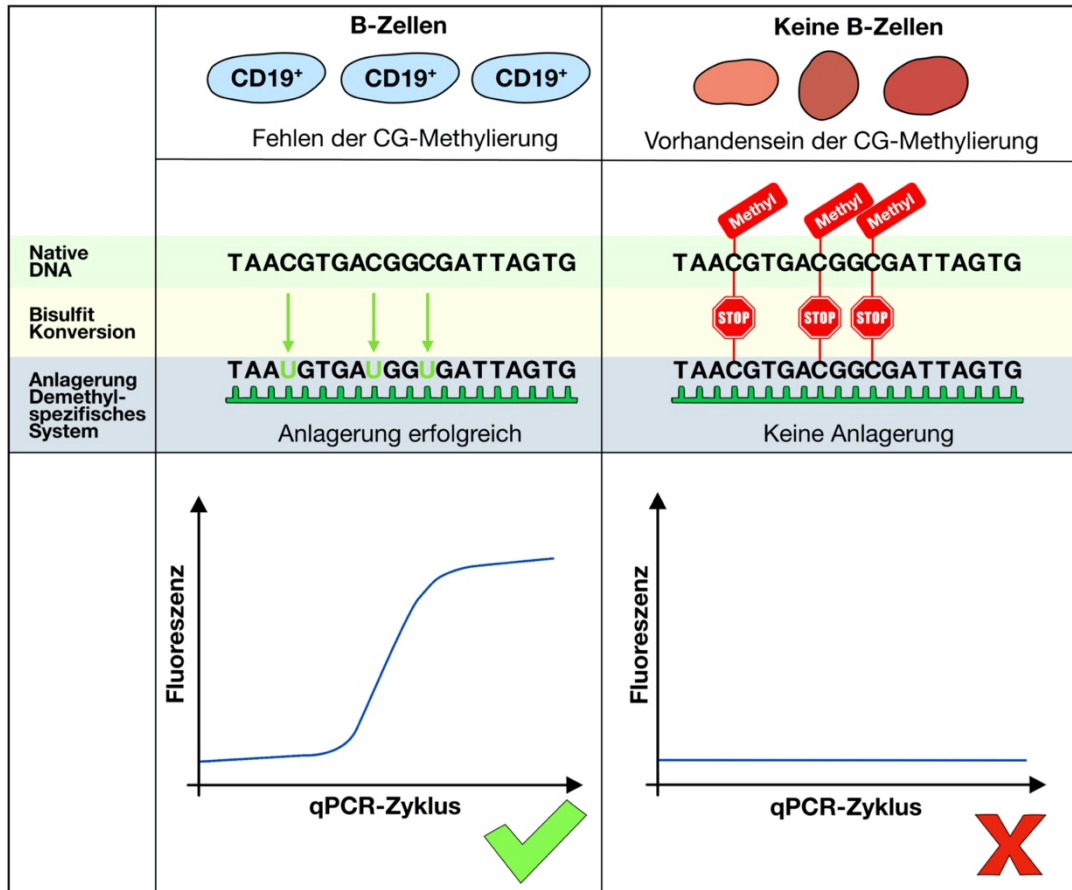 B-Zellen
CD19+
CD19+
CD19+
Fehlen der CG-Methylierung
Keine B-Zellen
Vorhandensein der CG-Methylierung
Methyl
Methyl
Methyl
Native
DNA
TAACGTGACGGCGATTAGTG
TAACGTGACGGCGATTAGTG
Bisulfit
Konversion
STOP
STOP
STOP
Anlagerung
Demethyl-
spezifisches
System
TAAUGTGAUGGUGATTAGTG
Anlagerung erfolgreich
TAACGTGACGGCGATTAGTG
Keine Anlagerung
Fluoreszenz
qPCR-Zyklus
Fluoreszenz
qPCR-Zyklus